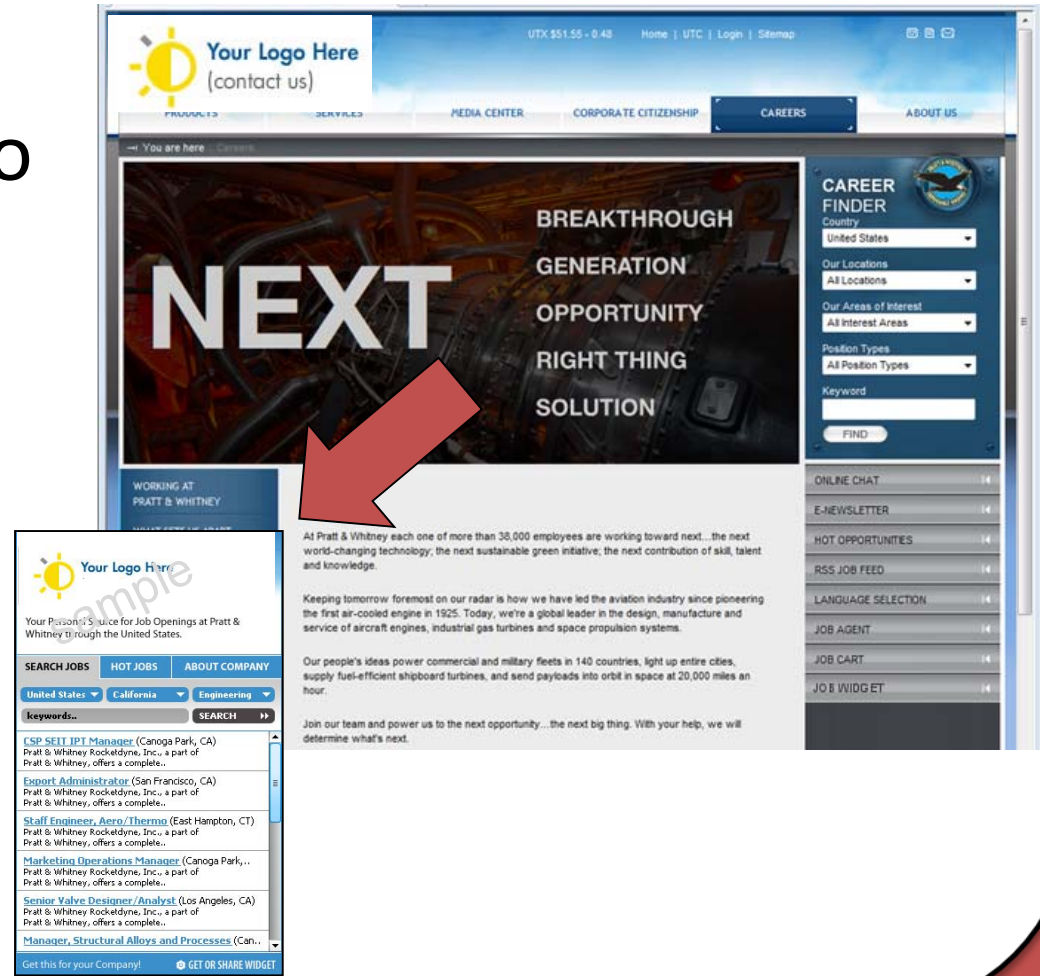 o
Your Logo Here
(contact us)
UTX $51.55 - 0.48 Home | UTC | Login | Sitemap
PRODUCTS SERVICES MEDIA CENTER CORPORATE CITIZENSHIP CAREERS ABOUT US
You are here : Careers
NEXT
BREAKTHROUGH
GENERATION
OPPORTUNITY
RIGHT THING
SOLUTION
CAREER
FINDER
Country
United States
Our Locations
All Locations
Our Areas of Interest
All Interest Areas
Position Types
All Position Types
Keyword
FIND
ONLINE CHAT
E-NEWSLETTER
HOT OPPORTUNITIES
RSS JOB FEED
LANGUAGE SELECTION
JOB AGENT
JOB CART
JOB WIDGET
WORKING AT
PRATT & WHITNEY
WHAT SETS US APART
At Pratt & Whitney each one of more than 38,000 employees are working toward next...the next
world-changing technology; the next sustainable green initiative; the next contribution of skill, talent
and knowledge.
Keeping tomorrow foremost on our radar is how we have led the aviation industry since pioneering
the first air-cooled engine in 1925. Today, we're a global leader in the design, manufacture and
service of aircraft engines, industrial gas turbines and space propulsion systems.
Our people's ideas power commercial and military fleets in 140 countries, light up entire cities,
supply fuel-efficient shipboard turbines, and send payloads into orbit in space at 20,000 miles an
hour.
Join our team and power us to the next opportunity...the next big thing. With your help, we will
determine what's next.
Your Logo Here
sample
Your Personal Source for Job Openings at Pratt &
Whitney through the United States.
SEARCH JOBS HOT JOBS ABOUT COMPANY
United States California Engineering
keywords.. SEARCH
CSP SEIT IPT Manager (Canoga Park, CA)
Pratt & Whitney Rocketdyne, Inc., a part of
Pratt & Whitney, offers a complete..
Export Administrator (San Francisco, CA)
Pratt & Whitney Rocketdyne, Inc., a part of
Pratt & Whitney, offers a complete..
Staff Engineer, Aero/Thermo (East Hampton, CT)
Pratt & Whitney Rocketdyne, Inc., a part of
Pratt & Whitney, offers a complete..
Marketing Operations Manager (Canoga Park,..
Pratt & Whitney Rocketdyne, Inc., a part of
Pratt & Whitney, offers a complete..
Senior Valve Designer/Analyst (Los Angeles, CA)
Pratt & Whitney Rocketdyne, Inc., a part of
Pratt & Whitney, offers a complete..
Manager, Structural Alloys and Processes (Can..
Get this for your Company! GET OR SHARE WIDGET